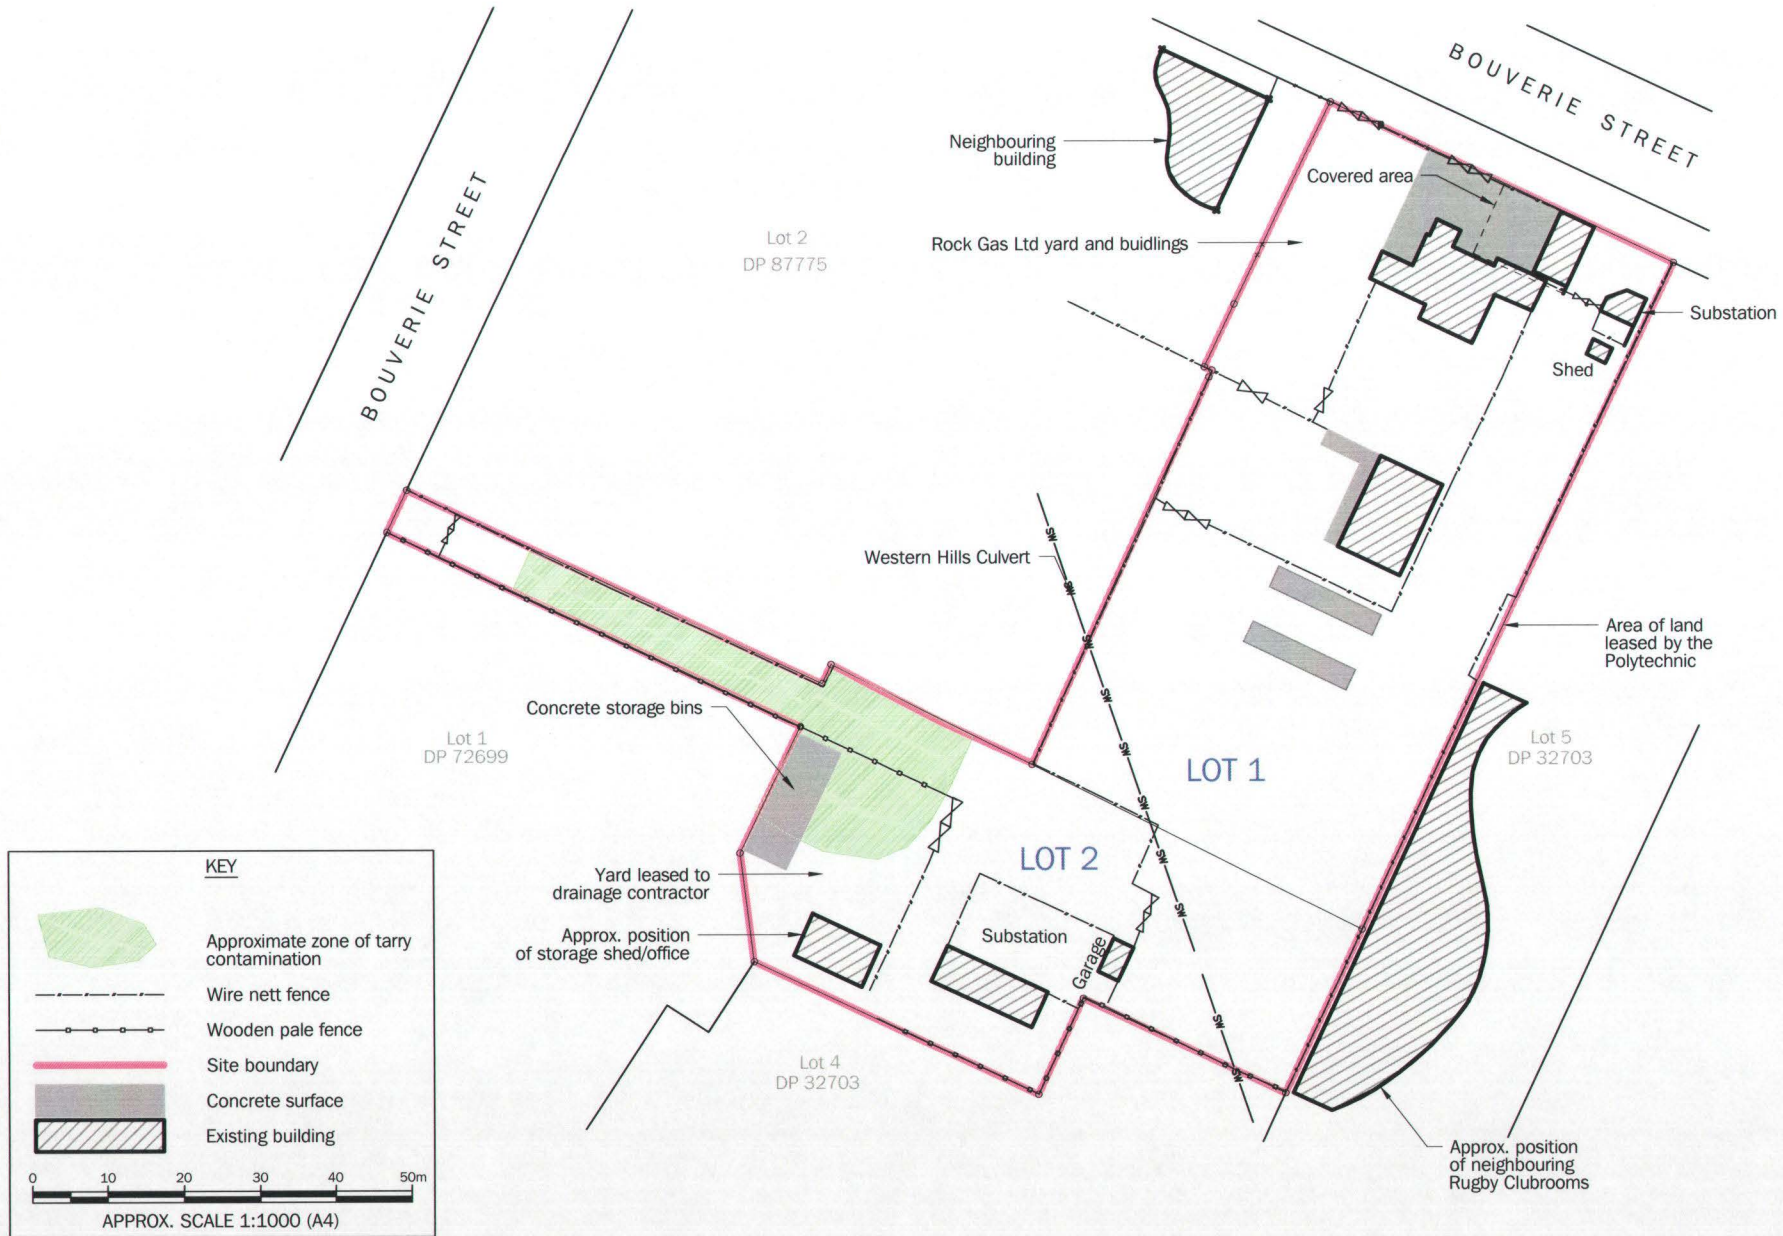 BOUVERIE STREET
BOUVERIE STREET
Neighbouring
building
Covered area
Lot 2
DP 87775
Rock Gas Ltd yard and buidlings
Substation
Shed
Western Hills Culvert
SW
SW
SW
SW
SW
SW
SW
SW
SW
SW
SW
Area of land
leased by the
Polytechnic
Concrete storage bins
Lot 1
DP 72699
Lot 5
DP 32703
LOT 1
LOT 2
Yard leased to
drainage contractor
Approx. position
of storage shed/office
Substation
Garage
Lot 4
DP 32703
Approx. position
of neighbouring
Rugby Clubrooms
KEY
Approximate zone of tarry
contamination
Wire nett fence
Wooden pale fence
Site boundary
Concrete surface
Existing building
0 10 20 30 40 50m
APPROX. SCALE 1:1000 (A4)